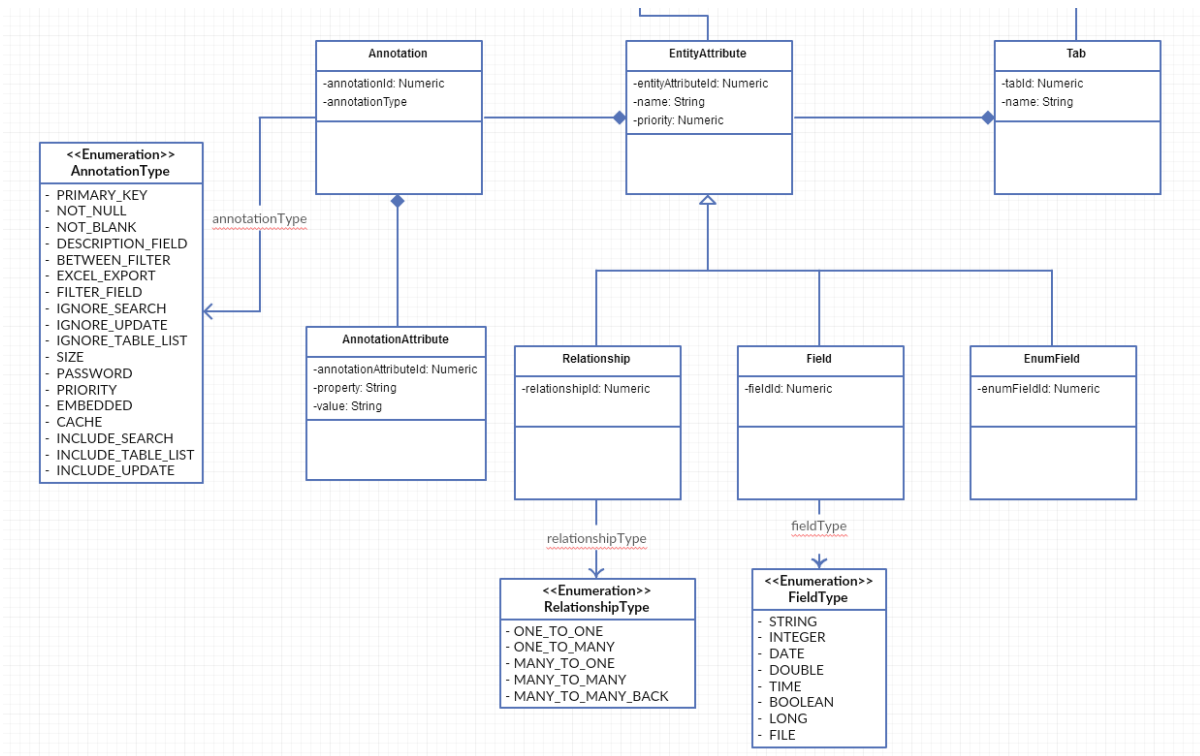 Annotation
-annotationId: Numeric
-annotationType
EntityAttribute
-entityAttributeId: Numeric
-name: String
-priority: Numeric
Tab
-tabId: Numeric
-name: String
<<Enumeration>>
AnnotationType
- PRIMARY_KEY
- NOT_NULL
- NOT_BLANK
- DESCRIPTION_FIELD
- BETWEEN_FILTER
- EXCEL_EXPORT
- FILTER_FIELD
- IGNORE_SEARCH
- IGNORE_UPDATE
- IGNORE_TABLE_LIST
- SIZE
- PASSWORD
- PRIORITY
- EMBEDDED
- CACHE
- INCLUDE_SEARCH
- INCLUDE_TABLE_LIST
- INCLUDE_UPDATE
annotationType
AnnotationAttribute
-annotationAttributeId: Numeric
-property: String
-value: String
Relationship
-relationshipId: Numeric
Field
-fieldId: Numeric
EnumField
-enumFieldId: Numeric
relationshipType
fieldType
<<Enumeration>>
RelationshipType
- ONE_TO_ONE
- ONE_TO_MANY
- MANY_TO_ONE
- MANY_TO_MANY
- MANY_TO_MANY_BACK
<<Enumeration>>
FieldType
- STRING
- INTEGER
- DATE
- DOUBLE
- TIME
- BOOLEAN
- LONG
- FILE